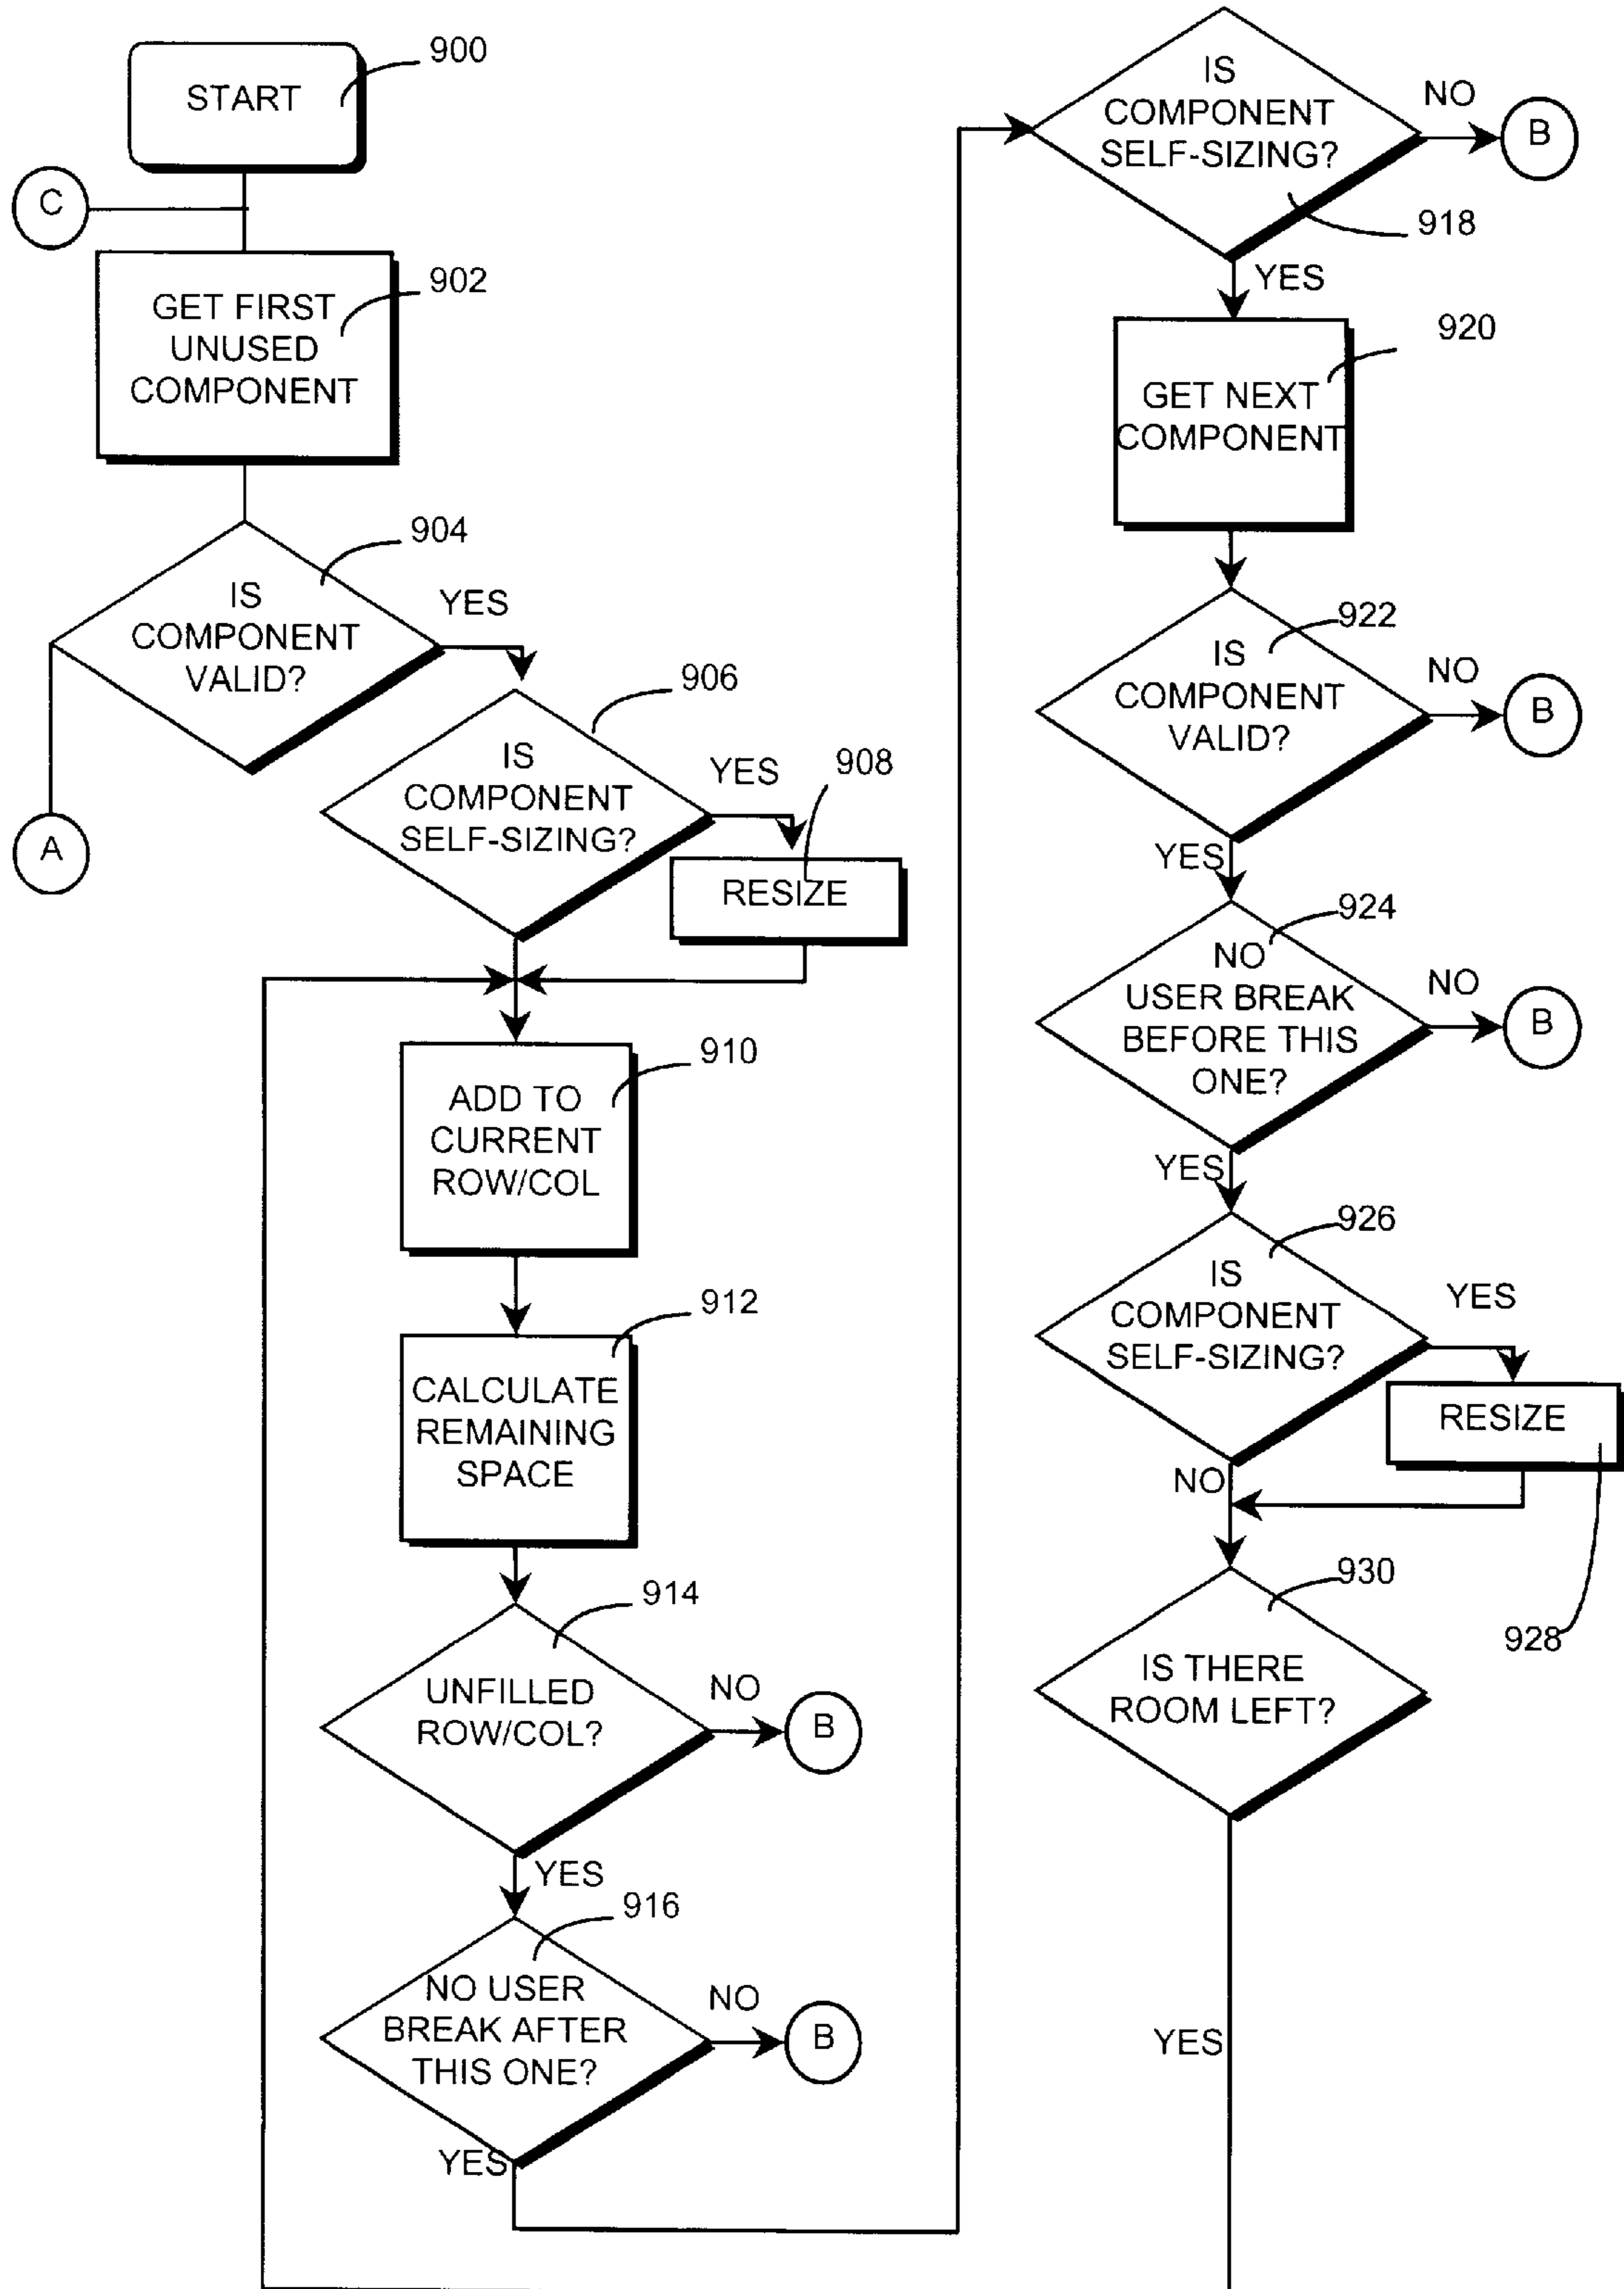 START
900
C
GET FIRST
UNUSED
COMPONENT
902
IS
COMPONENT
VALID?
904
YES
A
IS
COMPONENT
SELF-SIZING?
906
YES
908
RESIZE
ADD TO
CURRENT
ROW/COL
910
CALCULATE
REMAINING
SPACE
912
UNFILLED
ROW/COL?
914
NO
B
YES
NO USER
BREAK AFTER
THIS ONE?
916
NO
B
YES
IS
COMPONENT
SELF-SIZING?
NO
B
918
YES
GET NEXT
COMPONENT
920
IS
COMPONENT
VALID?
922
NO
B
YES
NO
USER BREAK
BEFORE THIS
ONE?
924
NO
B
YES
IS
COMPONENT
SELF-SIZING?
926
YES
RESIZE
928
NO
IS THERE
ROOM LEFT?
930
YES